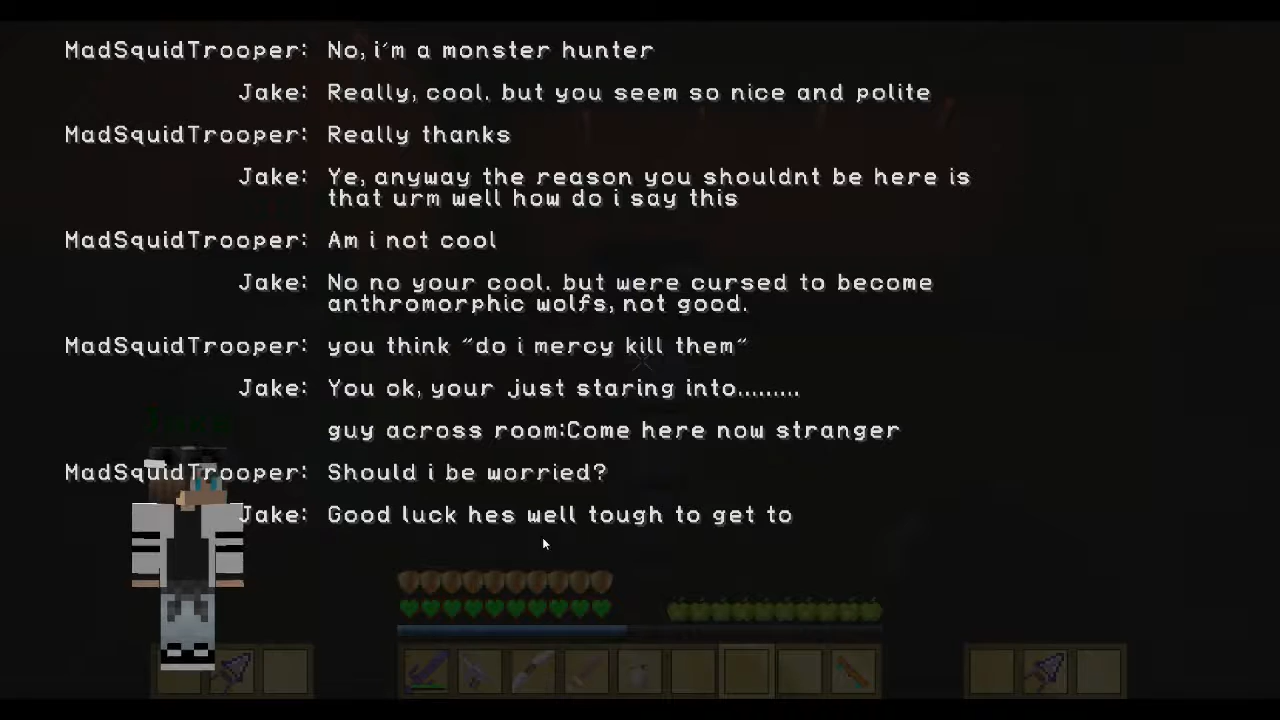 MadSquidTrooper: No, i'm a monster hunter
Jake: Really, cool. but you seem so nice and polite
MadSquidTrooper: Really thanks
Jake: Ye, anyway the reason you shouldnt be here is
that urm well how do i say this
MadSquidTrooper: Am i not cool
Jake: No no your cool. but were cursed to become
anthromorphic wolfs, not good.
MadSquidTrooper: you think "do i mercy kill them"
Jake: You ok, your just staring into.........
guy across room:Come here now stranger
MadSquidTrooper: Should i be worried?
Jake: Good luck hes well tough to get to
Jake